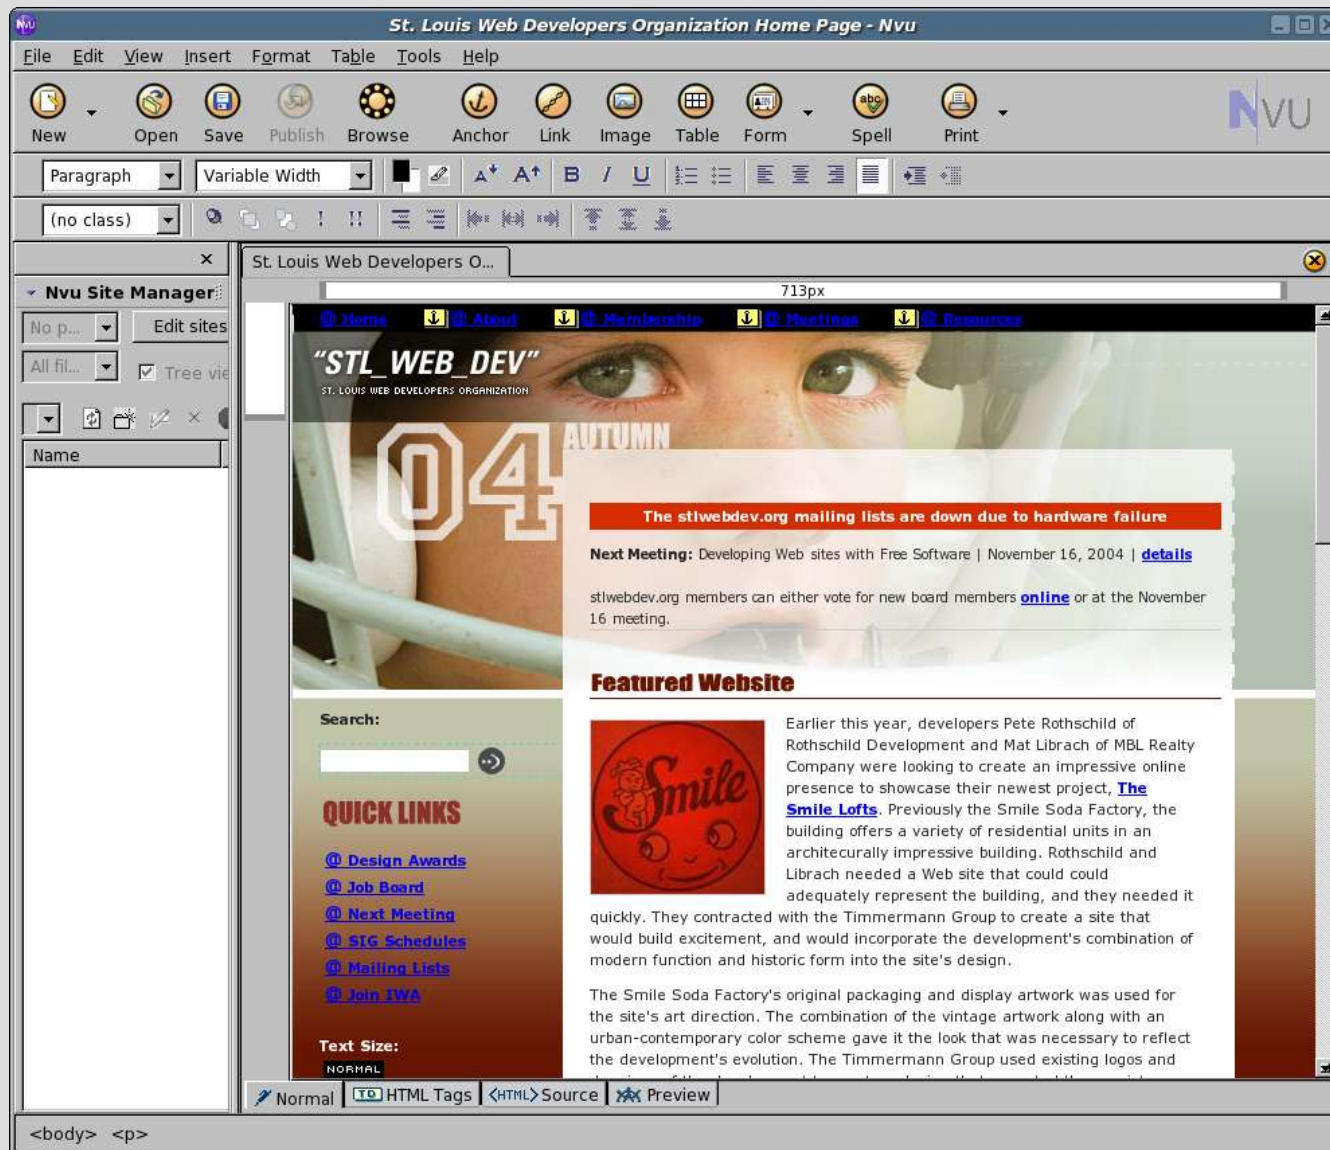 St. Louis Web Developers Organization Home Page - Nvu
File Edit View Insert Format Table Tools Help
New Open Save Publish Browse Anchor Link Image Table Form Spell Print
Nvu
Paragraph Variable Width
(no class)
St. Louis Web Developers O...
Nvu Site Manager
713px
No p... Edit sites
All fil... Tree vie
Name
@ Home @ About @ Membership @ Meetings @ Resources
“STL_WEB_DEV”
ST. LOUIS WEB DEVELOPERS ORGANIZATION
04 AUTUMN
The stlwebdev.org mailing lists are down due to hardware failure
Next Meeting: Developing Web sites with Free Software | November 16, 2004 | details
stlwebdev.org members can either vote for new board members online or at the November
16 meeting.
Featured Website
Search:
QUICK LINKS
@ Design Awards
@ Job Board
@ Next Meeting
@ SIG Schedules
@ Mailing Lists
@ Join IWA
Text Size:
NORMAL
Smile
Earlier this year, developers Pete Rothschild of
Rothschild Development and Mat Librach of MBL Realty
Company were looking to create an impressive online
presence to showcase their newest project, The
Smile Lofts. Previously the Smile Soda Factory, the
building offers a variety of residential units in an
architecurally impressive building. Rothschild and
Librach needed a Web site that could could
adequately represent the building, and they needed it
quickly. They contracted with the Timmermann Group to create a site that
would build excitement, and would incorporate the development's combination of
modern function and historic form into the site's design.
The Smile Soda Factory's original packaging and display artwork was used for
the site's art direction. The combination of the vintage artwork along with an
urban-contemporary color scheme gave it the look that was necessary to reflect
the development's evolution. The Timmermann Group used existing logos and
Normal TD HTML Tags <HTML> Source Preview
<body> <p>